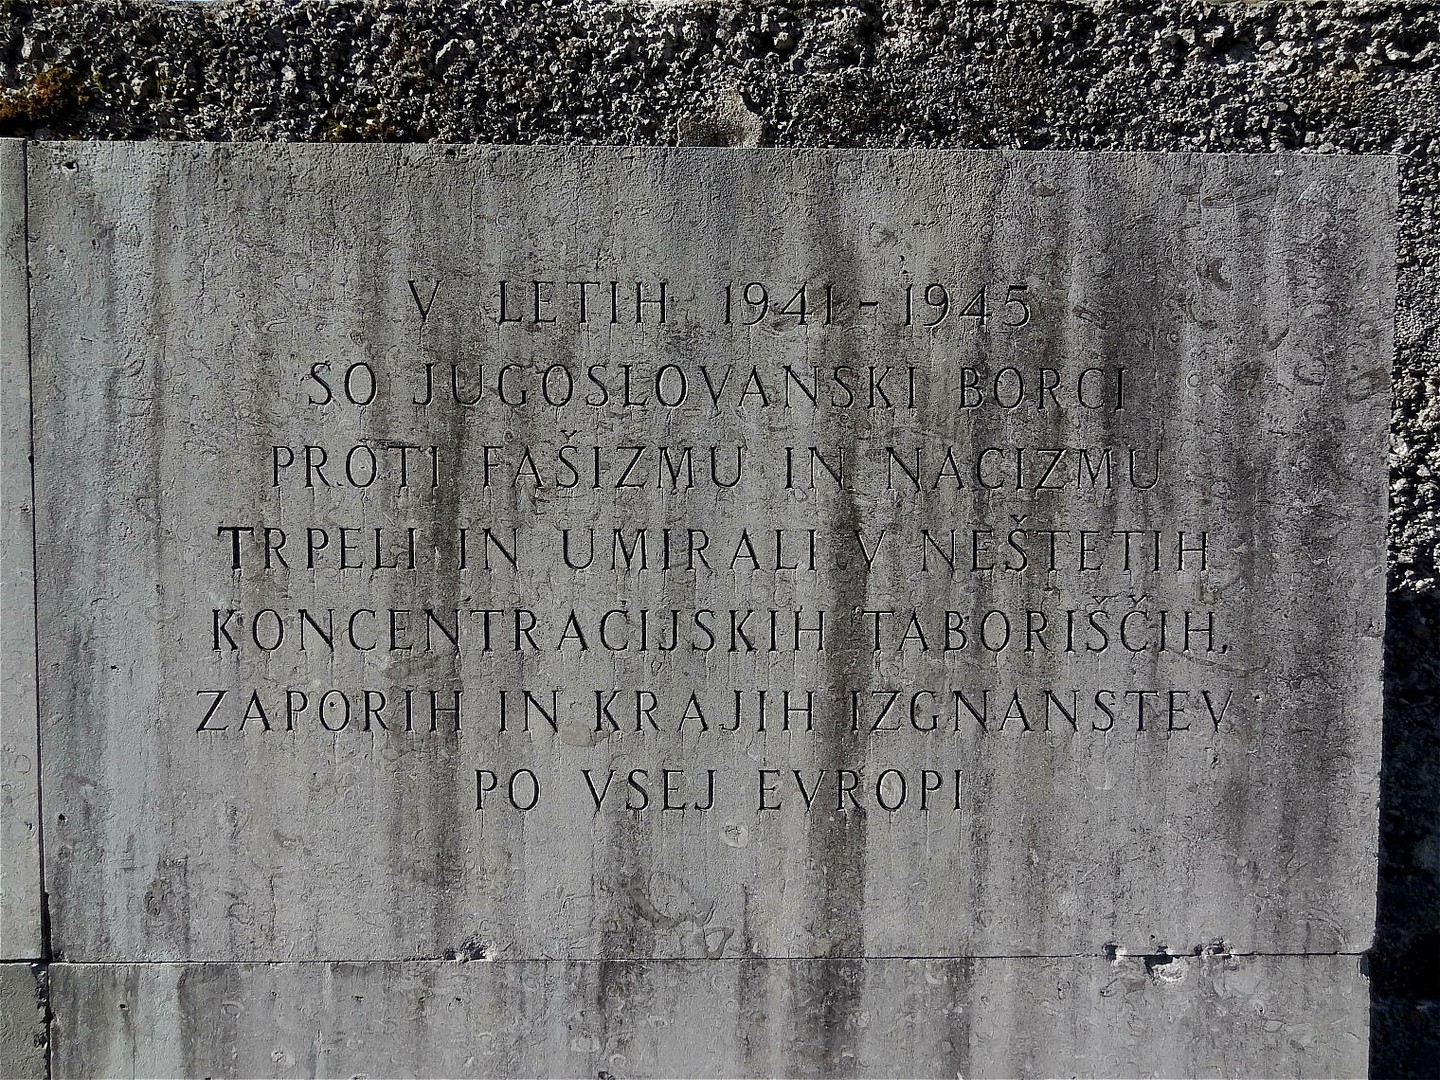 V LETIH 1941-1945
SO JUGOSLOVANSKI BORCI
PROTI FAŠIZMU IN NACIZMU
TRPELI IN UMIRALI V NEŠTETIH
KONCENTRACIJSKIH TABORIŠČIH,
ZAPORIH IN KRAJIH IZGNANSTEV
PO VSEJ EVROPI